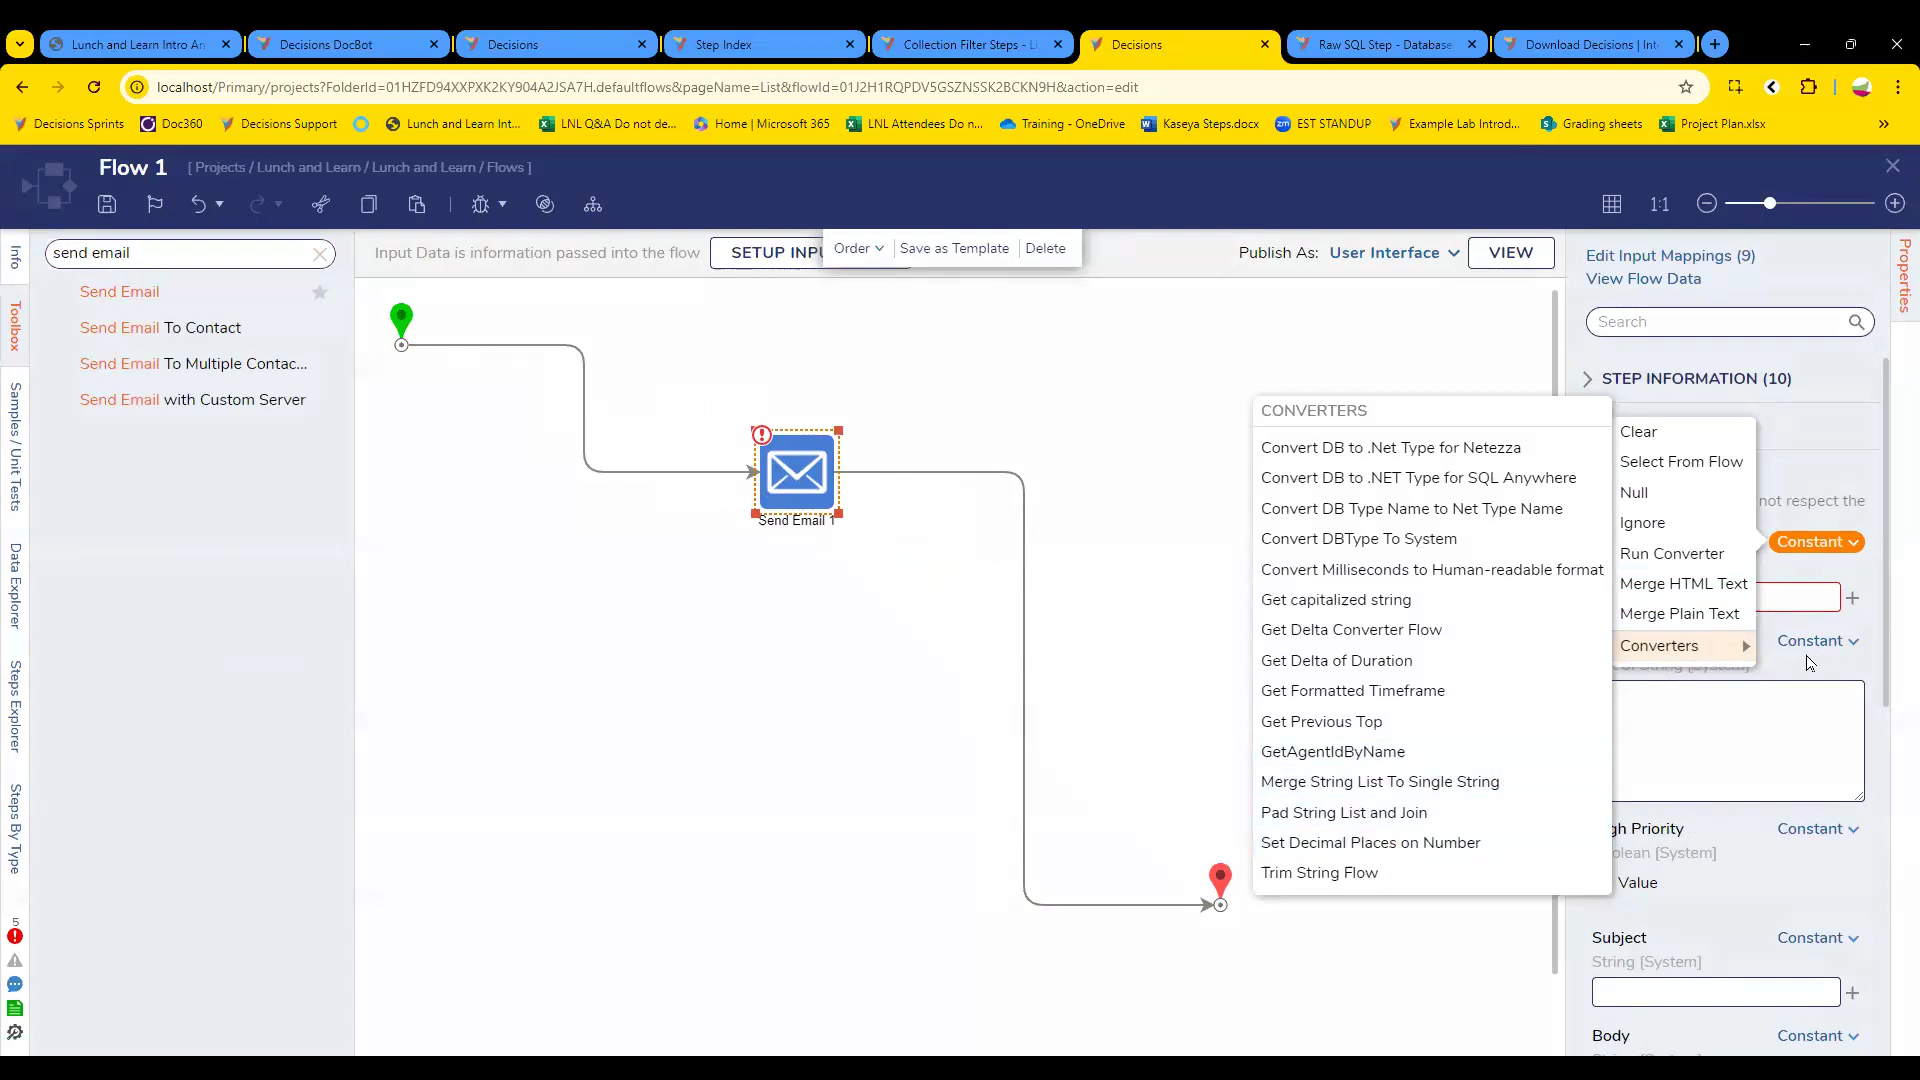 Lunch and Learn Intro An
Decisions DocBot
Decisions
Step Index
Collection Filter Steps - Li
Decisions
Raw SQL Step - Database
Download Decisions | Int
localhost/Primary/projects?FolderId=01HZFD94XXPXK2KY904A2JSA7H.defaultflows&pageName=List&flowId=01J2H1RQPDV5GSZNSSK2BCKN9H&action=edit
Decisions Sprints
Doc360
Decisions Support
Lunch and Learn Int...
LNL Q&A Do not de...
Home | Microsoft 365
LNL Attendees Do n...
Training - OneDrive
Kaseya Steps.docx
EST STANDUP
Example Lab Introd...
Grading sheets
Project Plan.xlsx
Flow 1
[ Projects / Lunch and Learn / Lunch and Learn / Flows ]
1:1
Info
Toolbox
Samples / Unit Tests
Data Explorer
Steps Explorer
Steps By Type
5
send email
Send Email
Send Email To Contact
Send Email To Multiple Contac...
Send Email with Custom Server
Input Data is information passed into the flow
SETUP INPU
Order
Save as Template
Delete
Publish As: User Interface
VIEW
Send Email 1
CONVERTERS
Convert DB to .Net Type for Netezza
Convert DB to .NET Type for SQL Anywhere
Convert DB Type Name to Net Type Name
Convert DBType To System
Convert Milliseconds to Human-readable format
Get capitalized string
Get Delta Converter Flow
Get Delta of Duration
Get Formatted Timeframe
Get Previous Top
GetAgentIdByName
Merge String List To Single String
Pad String List and Join
Set Decimal Places on Number
Trim String Flow
Clear
Select From Flow
Null
Ignore
Run Converter
Merge HTML Text
Merge Plain Text
Converters
Properties
Edit Input Mappings (9)
View Flow Data
Search
STEP INFORMATION (10)
not respect the
Constant
Constant
gh Priority
Constant
olean [System]
Value
Subject
Constant
String [System]
Body
Constant